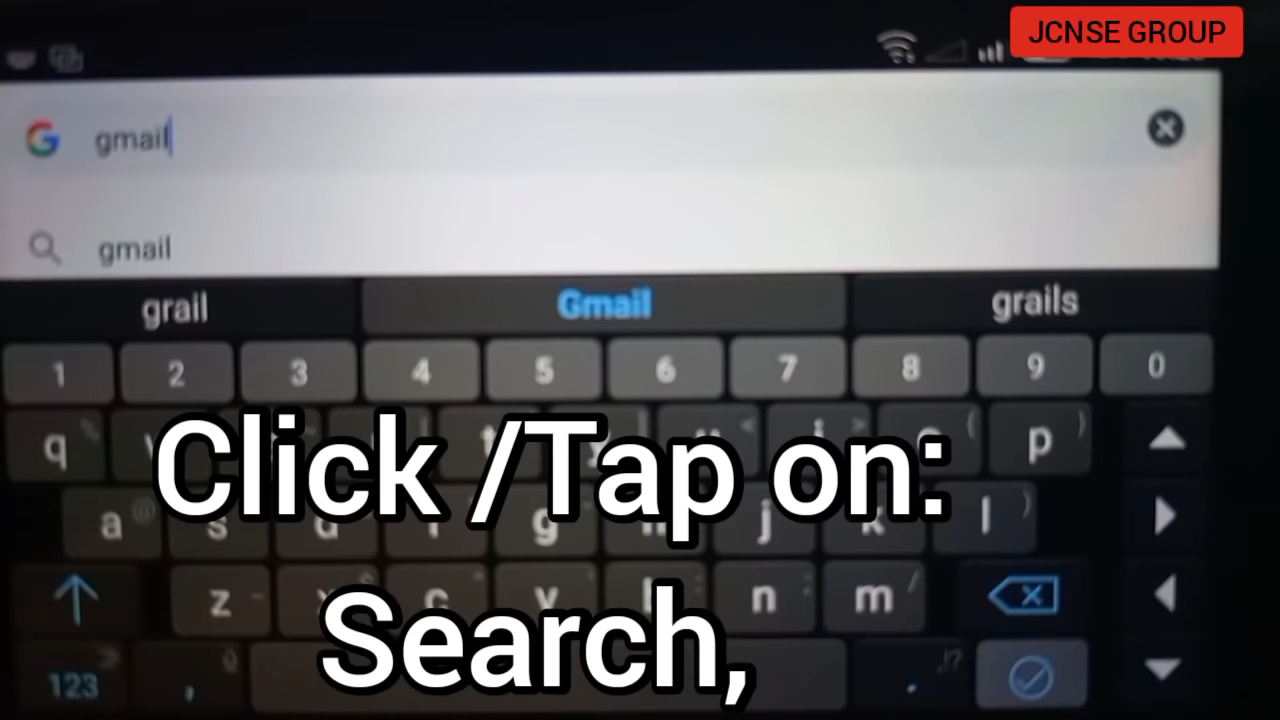 JCNSE GROUP
gmail
gmail
grail Gmail grails
1 2 3 4 5 6 7 8 9 0
q p
Click /Tap on:
a s g j l
Search,
z n m
123 , . !?